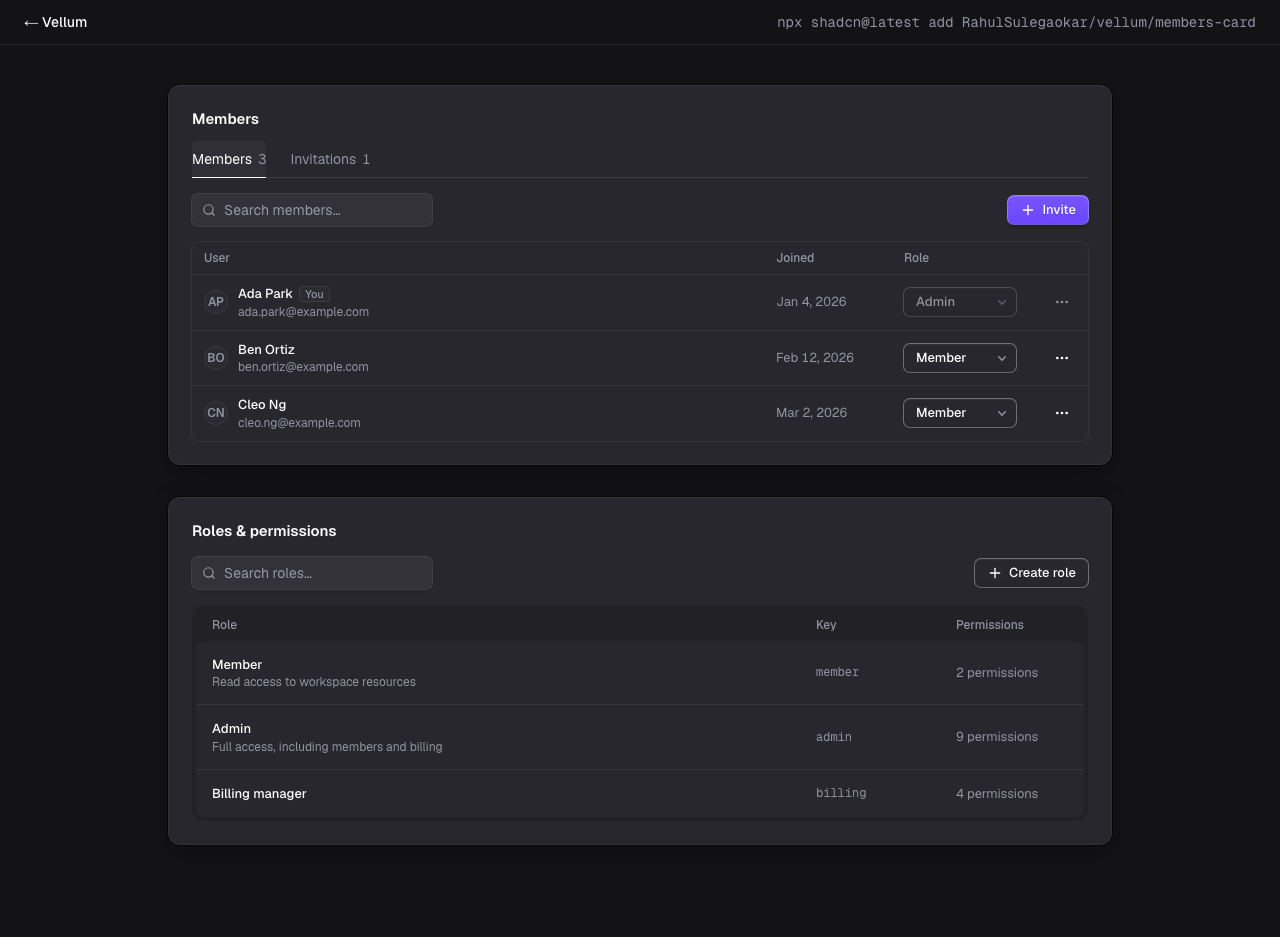 ← Vellum
npx shadcn@latest add RahulSulegaokar/vellum/members-card
Members
Members 3 Invitations 1
Search members…
+ Invite
User Joined Role
AP Ada Park You
ada.park@example.com
Jan 4, 2026 Admin ···
BO Ben Ortiz
ben.ortiz@example.com
Feb 12, 2026 Member ···
CN Cleo Ng
cleo.ng@example.com
Mar 2, 2026 Member ···
Roles & permissions
Search roles…
+ Create role
Role Key Permissions
Member
Read access to workspace resources
member 2 permissions
Admin
Full access, including members and billing
admin 9 permissions
Billing manager billing 4 permissions